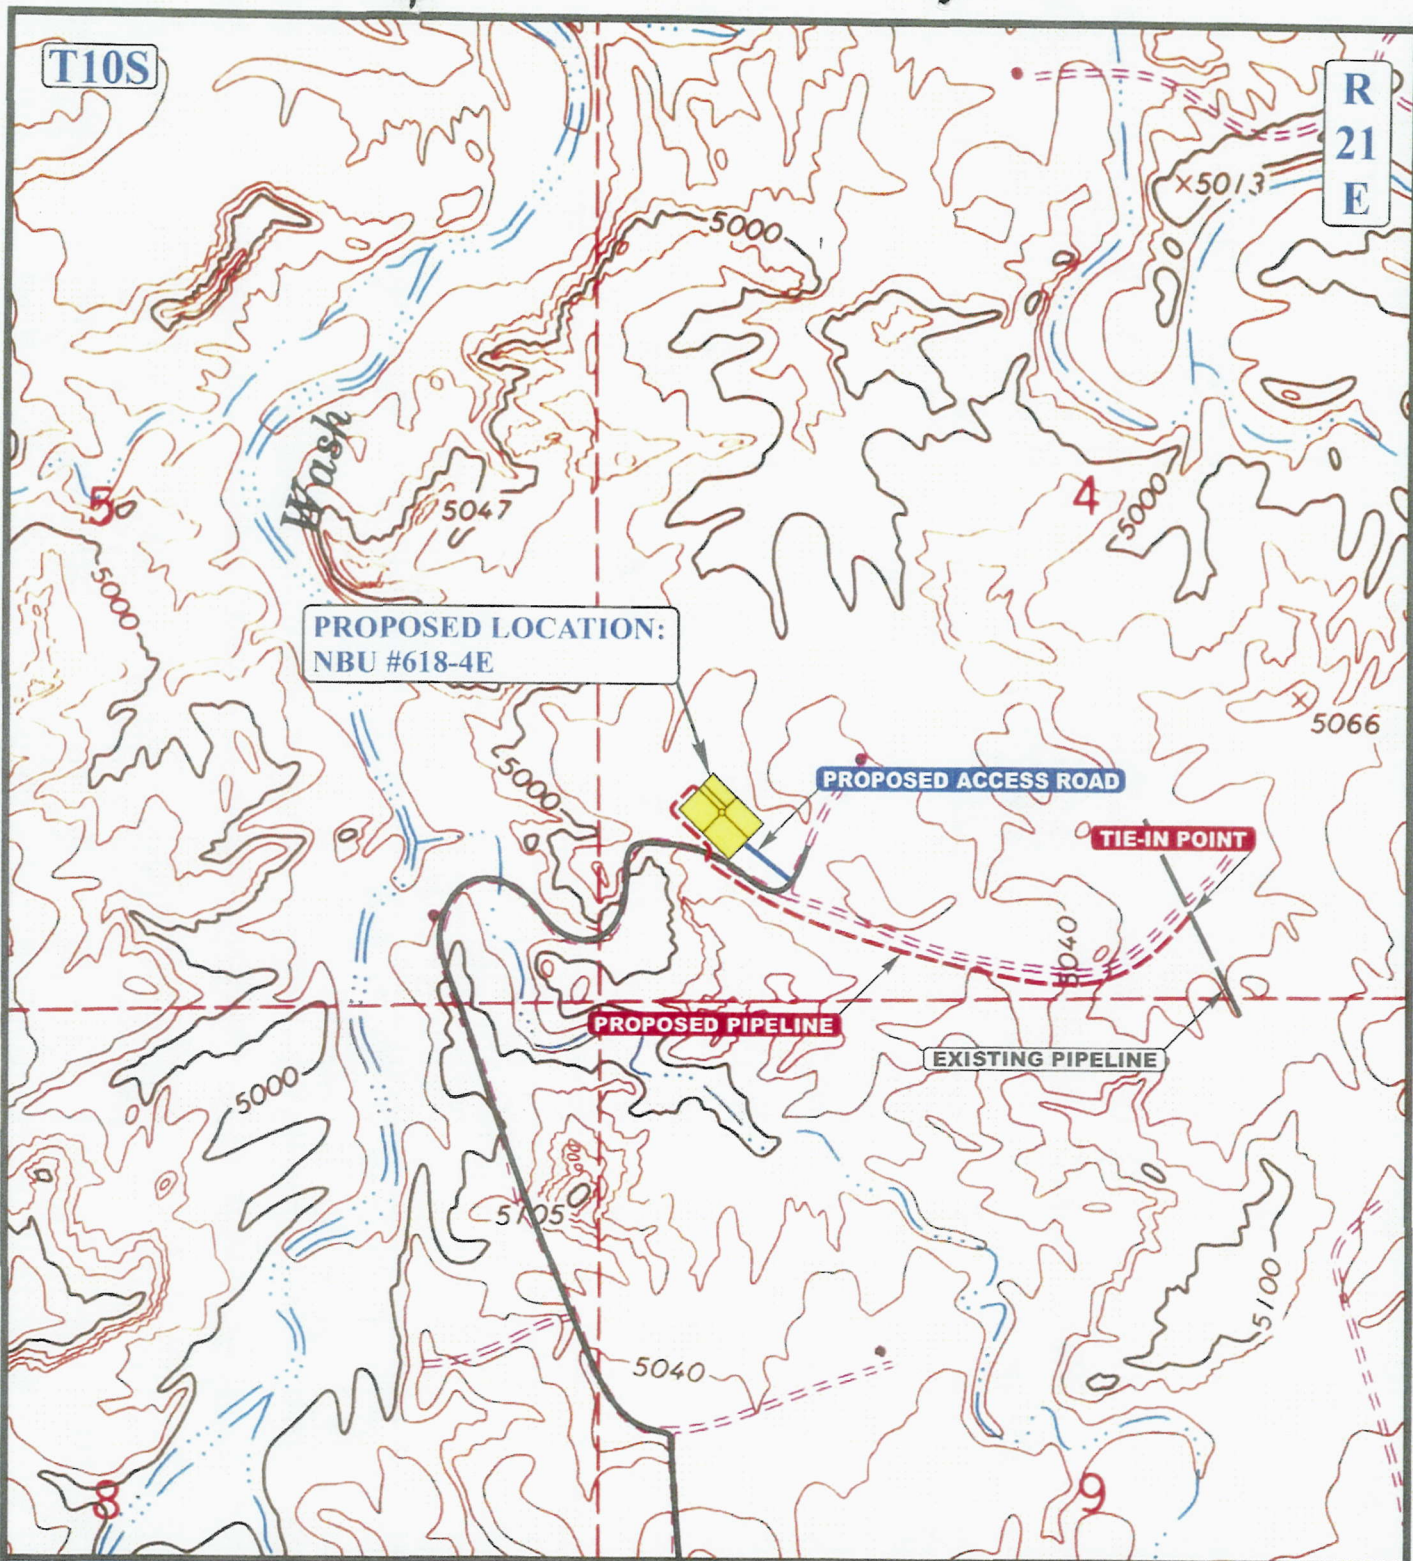 T10S
R
21
E
×5013
5000
Wash
5
5047
4
5000
5000
PROPOSED LOCATION:
NBU #618-4E
5066
5000
PROPOSED ACCESS ROAD
TIE-IN POINT
5040
PROPOSED PIPELINE
EXISTING PIPELINE
5000
5105
5100
5040
8
9